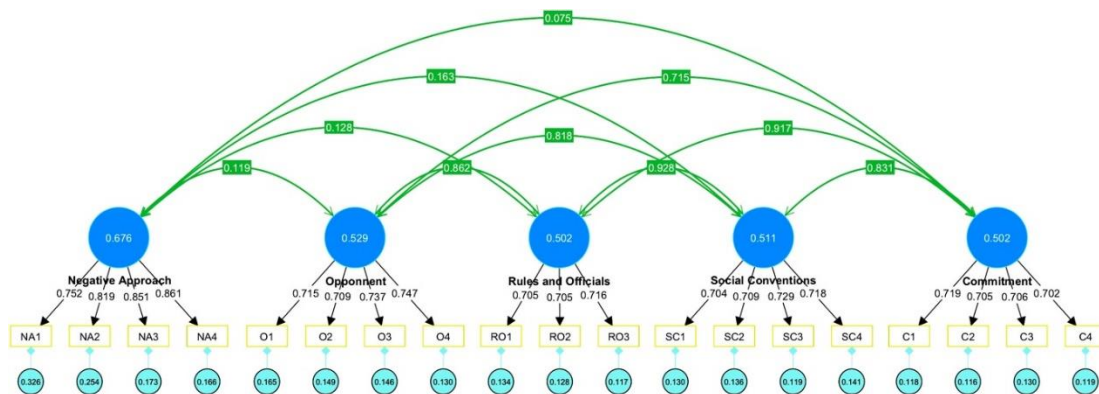 0.075
0.163 0.715
0.128 0.818 0.917
0.119 0.862 0.928 0.831
0.676 0.529 0.502 0.511 0.502
Negative Approach Opponnent Rules and Officials Social Conventions Commitment
0.752 0.819 0.851 0.861 0.715 0.709 0.737 0.747 0.705 0.705 0.716 0.704 0.709 0.729 0.718 0.719 0.705 0.706 0.702
NA1 NA2 NA3 NA4 O1 O2 O3 O4 RO1 RO2 RO3 SC1 SC2 SC3 SC4 C1 C2 C3 C4
0.326 0.254 0.173 0.166 0.165 0.149 0.146 0.130 0.134 0.128 0.117 0.130 0.136 0.119 0.141 0.118 0.116 0.130 0.119